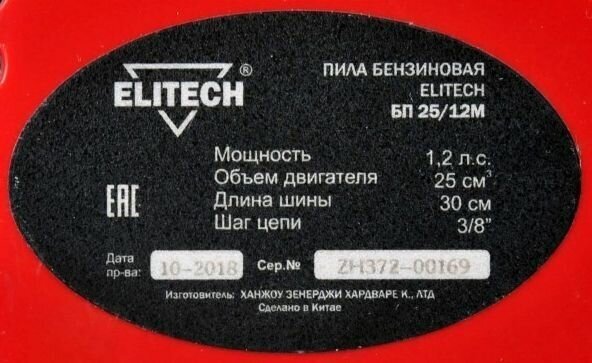 ELITECH®
ПИЛА БЕНЗИНОВАЯ
ELITECH
БП 25/12М
Мощность 1,2 л.с.
Объем двигателя 25 см³
Длина шины 30 см
Шаг цепи 3/8"
EAC
Дата пр-ва: 10-2018 Сер.№ ZH372-00169
Изготовитель: ХАНЖОУ ЗЕНЕРДЖИ ХАРДВАРЕ К., ЛТД
Сделано в Китае